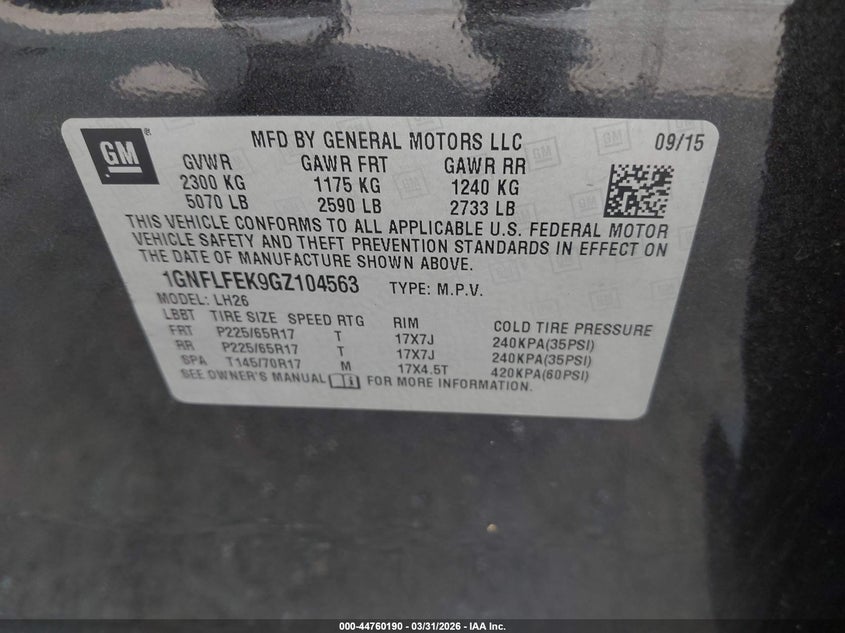 GM
MFD BY GENERAL MOTORS LLC 09/15
GVWR GAWR FRT GAWR RR
2300 KG 1175 KG 1240 KG
5070 LB 2590 LB 2733 LB
THIS VEHICLE CONFORMS TO ALL APPLICABLE U.S. FEDERAL MOTOR
VEHICLE SAFETY AND THEFT PREVENTION STANDARDS IN EFFECT ON
THE DATE OF MANUFACTURE SHOWN ABOVE.
1GNFLFEK9GZ104563 TYPE: M.P.V.
MODEL: LH26
LBBT TIRE SIZE SPEED RTG RIM COLD TIRE PRESSURE
FRT P225/65R17 T 17X7J 240KPA(35PSI)
RR P225/65R17 T 17X7J 240KPA(35PSI)
SPA T145/70R17 M 17X4.5T 420KPA(60PSI)
SEE OWNER'S MANUAL FOR MORE INFORMATION.
000-44760190 - 03/31/2026 - IAA Inc.